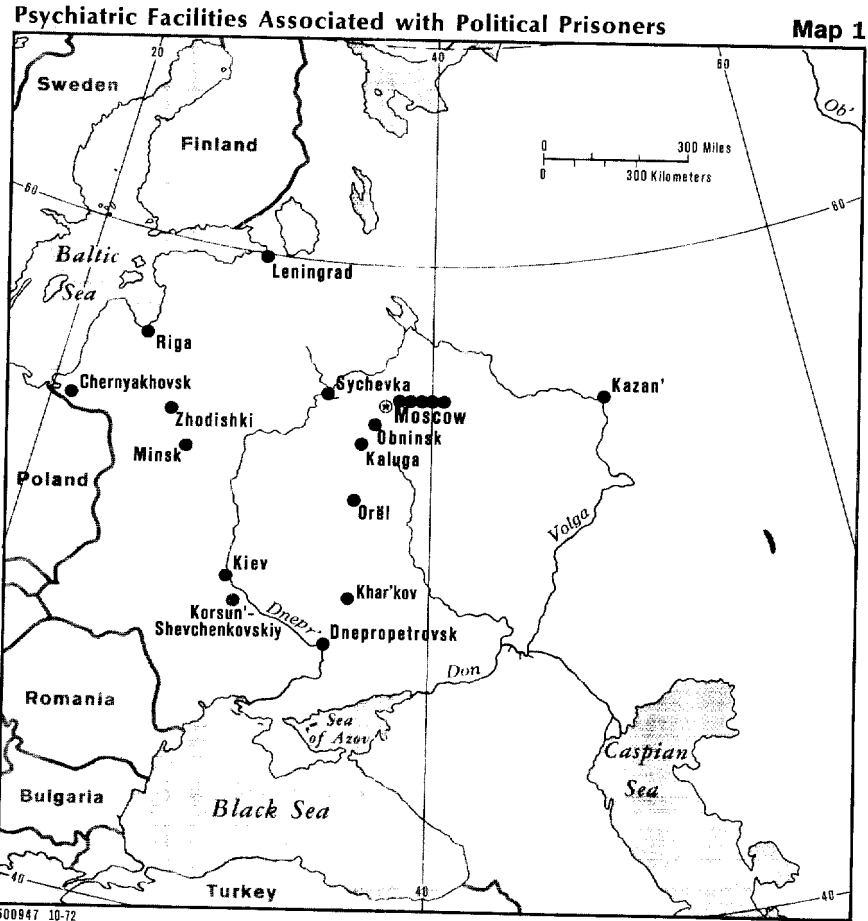 Psychiatric Facilities Associated with Political Prisoners
Map 1
20
40
60
Sweden
Ob'
Finland
0 300 Miles
0 300 Kilometers
60
60
Baltic
Sea
Leningrad
Riga
Chernyakhovsk
Sychevka
Kazan'
Zhodishki
Moscow
Obninsk
Minsk
Kaluga
Poland
Orël
Volga
Kiev
Khar'kov
Korsun'-
Shevchenkovskiy
Dnepr
Dnepropetrovsk
Don
Romania
Sea
of Azov
Caspian
Sea
Bulgaria
Black Sea
40
Turkey
40
40
500947 10-72